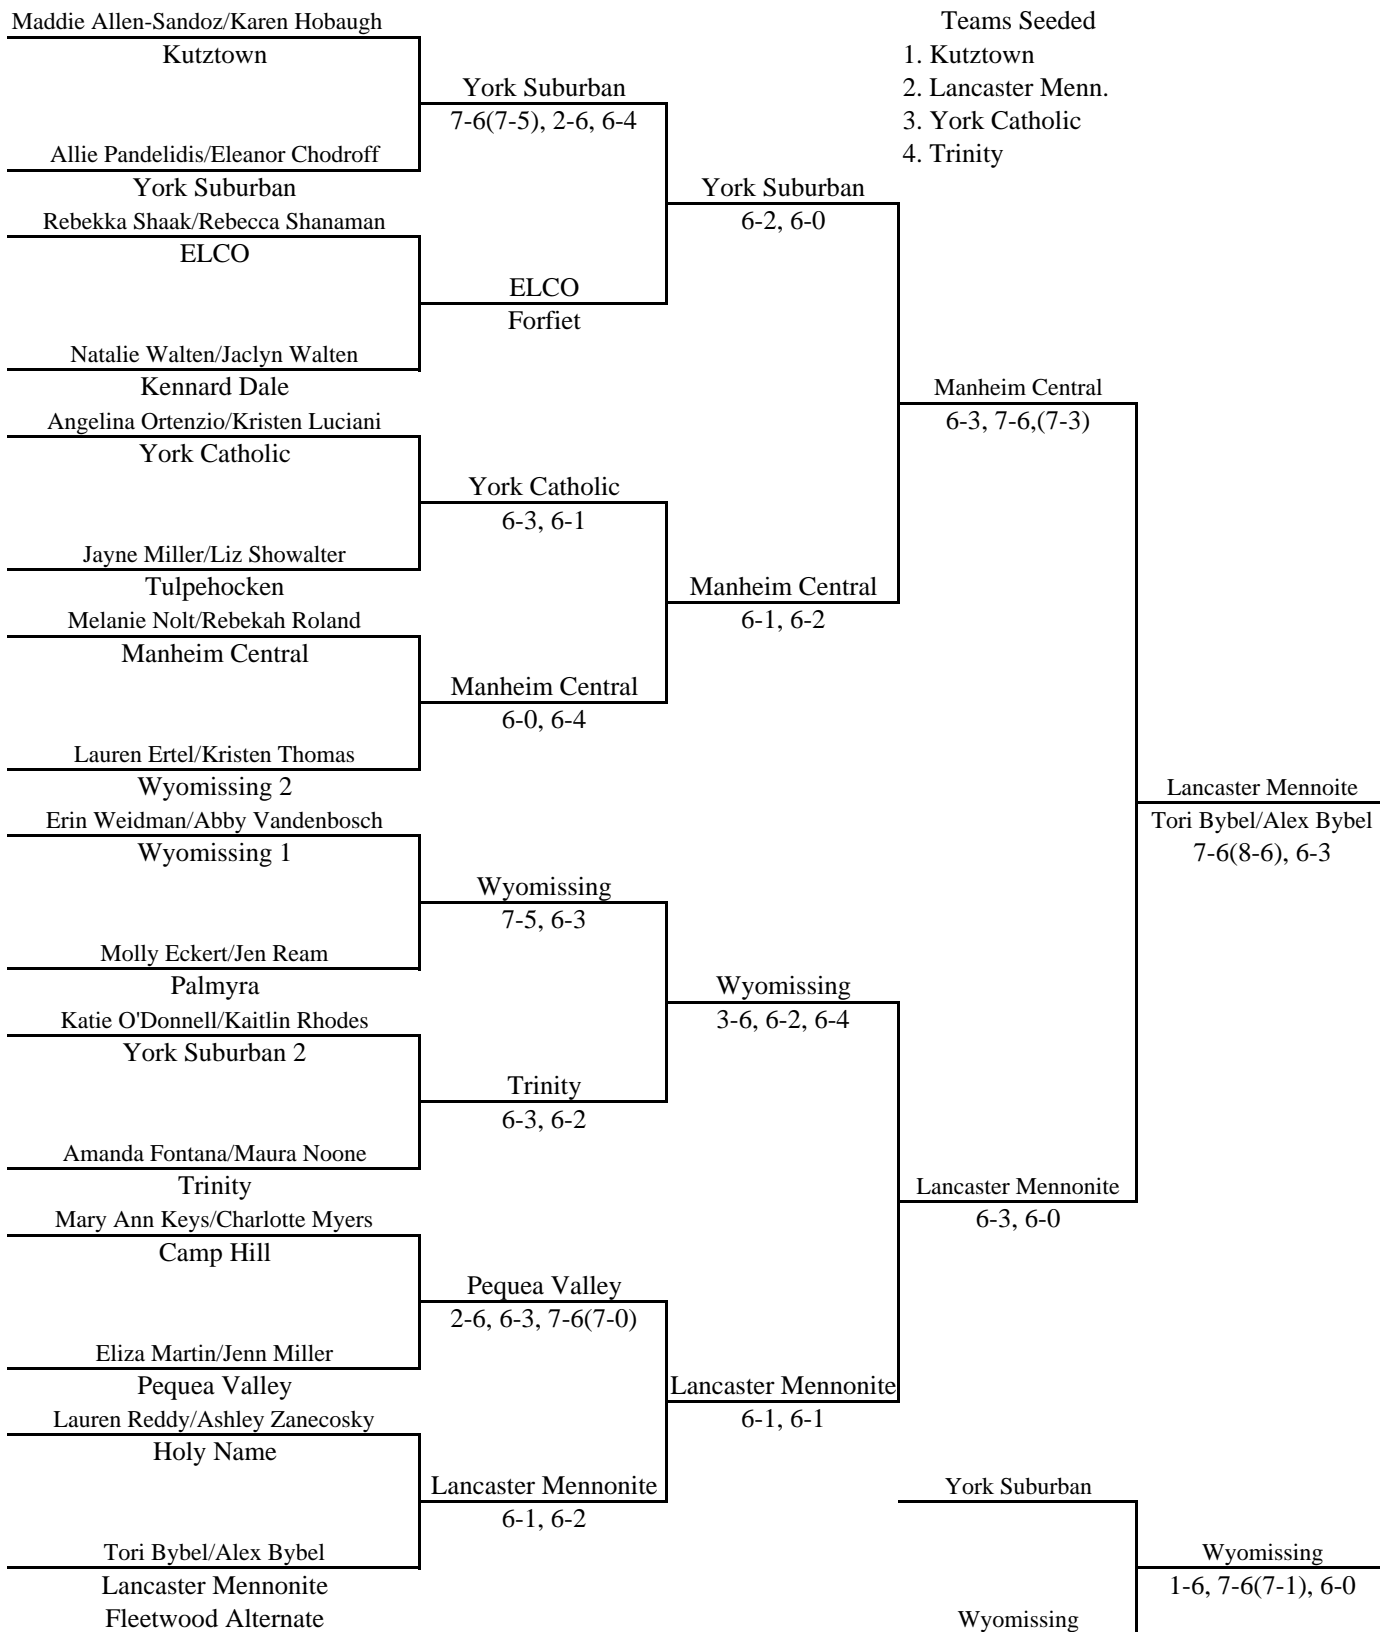 Maddie Allen-Sandoz/Karen Hobaugh
Kutztown
Allie Pandelidis/Eleanor Chodroff
York Suburban
Rebekka Shaak/Rebecca Shanaman
ELCO
Natalie Walten/Jaclyn Walten
Kennard Dale
Angelina Ortenzio/Kristen Luciani
York Catholic
Jayne Miller/Liz Showalter
Tulpehocken
Melanie Nolt/Rebekah Roland
Manheim Central
Lauren Ertel/Kristen Thomas
Wyomissing 2
Erin Weidman/Abby Vandenbosch
Wyomissing 1
Molly Eckert/Jen Ream
Palmyra
Katie O'Donnell/Kaitlin Rhodes
York Suburban 2
Amanda Fontana/Maura Noone
Trinity
Mary Ann Keys/Charlotte Myers
Camp Hill
Eliza Martin/Jenn Miller
Pequea Valley
Lauren Reddy/Ashley Zanecosky
Holy Name
Tori Bybel/Alex Bybel
Lancaster Mennonite
Fleetwood Alternate
York Suburban
7-6(7-5), 2-6, 6-4
ELCO
Forfiet
York Catholic
6-3, 6-1
Manheim Central
6-0, 6-4
Wyomissing
7-5, 6-3
Trinity
6-3, 6-2
Pequea Valley
2-6, 6-3, 7-6(7-0)
Lancaster Mennonite
6-1, 6-2
York Suburban
6-2, 6-0
Manheim Central
6-1, 6-2
Wyomissing
3-6, 6-2, 6-4
Lancaster Mennonite
6-1, 6-1
Teams Seeded
1. Kutztown
2. Lancaster Menn.
3. York Catholic
4. Trinity
Manheim Central
6-3, 7-6,(7-3)
Lancaster Mennonite
6-3, 6-0
Lancaster Mennoite
Tori Bybel/Alex Bybel
7-6(8-6), 6-3
York Suburban
Wyomissing
Wyomissing
1-6, 7-6(7-1), 6-0